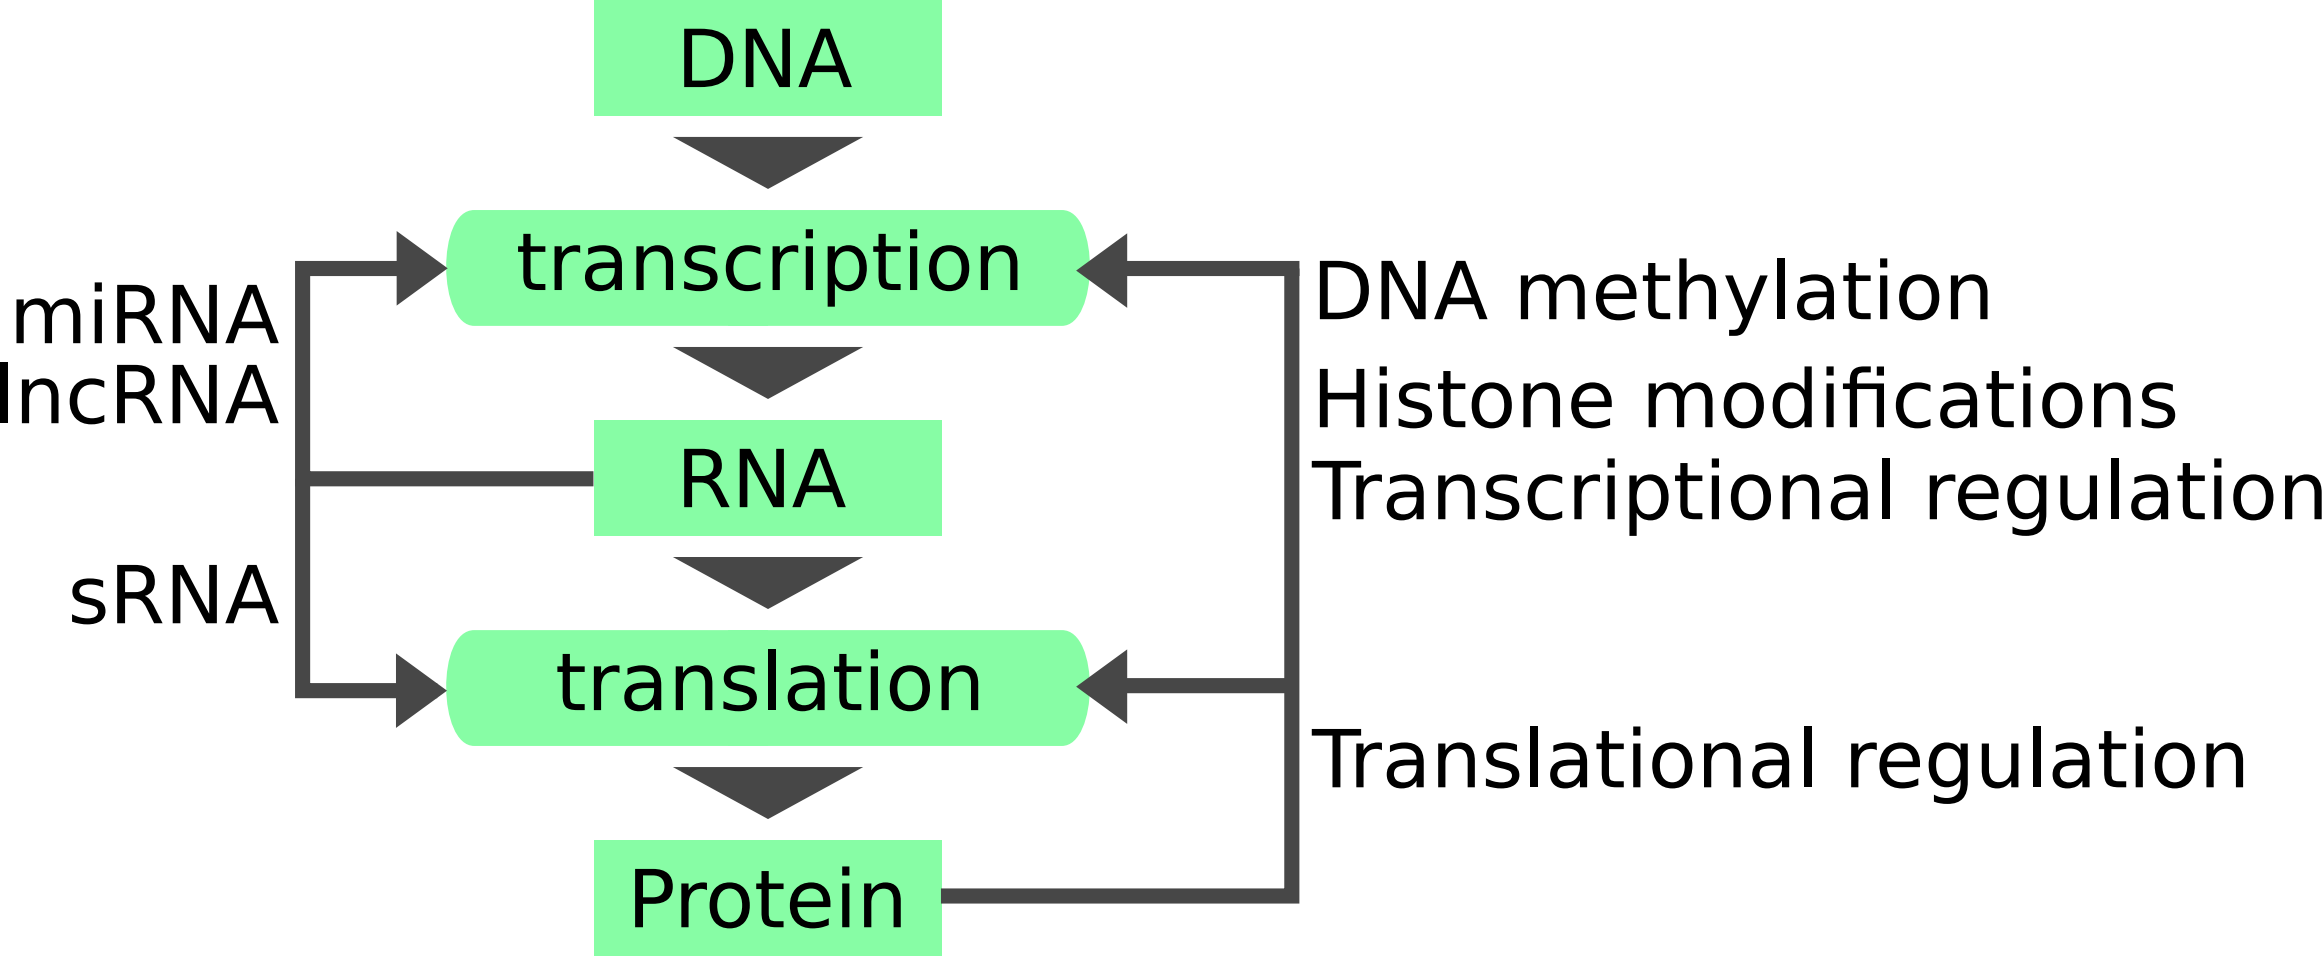 DNA
transcription
miRNA
lncRNA
DNA methylation
Histone modifications
Transcriptional regulation
RNA
sRNA
translation
Translational regulation
Protein